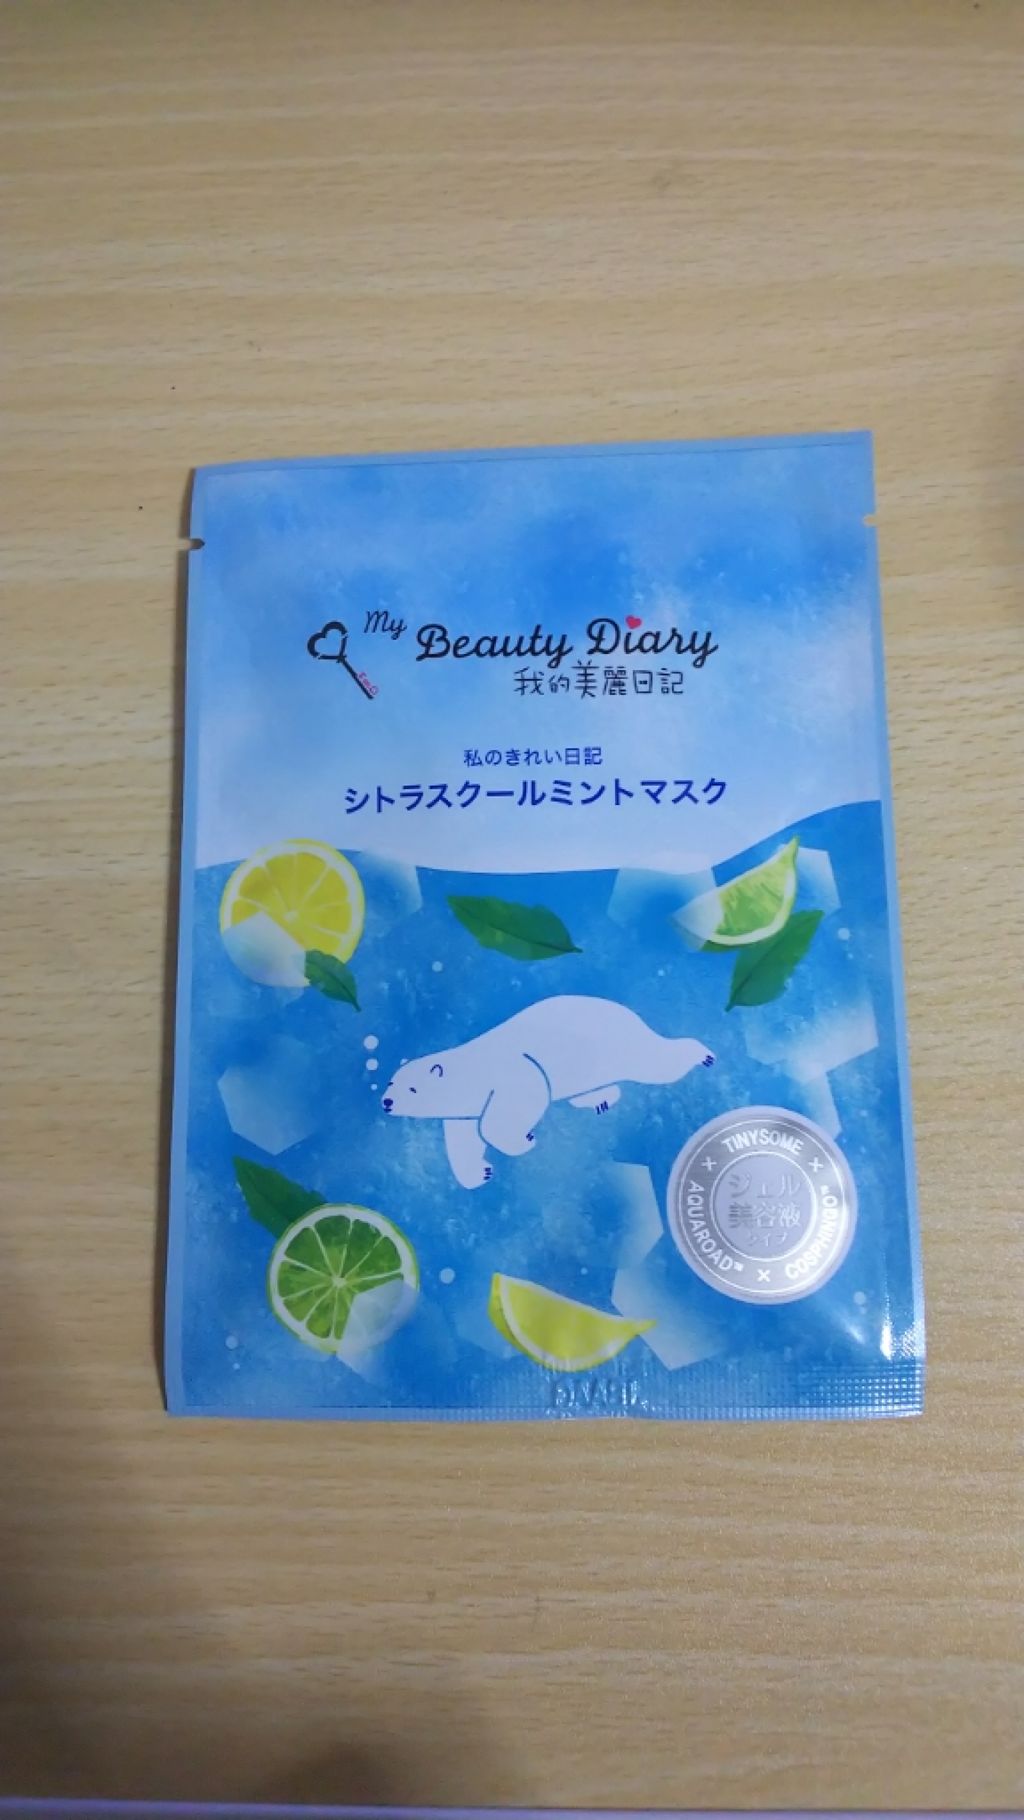 My Beauty Diary
我的美麗日記
私のきれい日記
シトラスクールミントマスク
TINYSOME
AQUAROAD™
COSPHINGO™
ジェル
美容液
タイプ